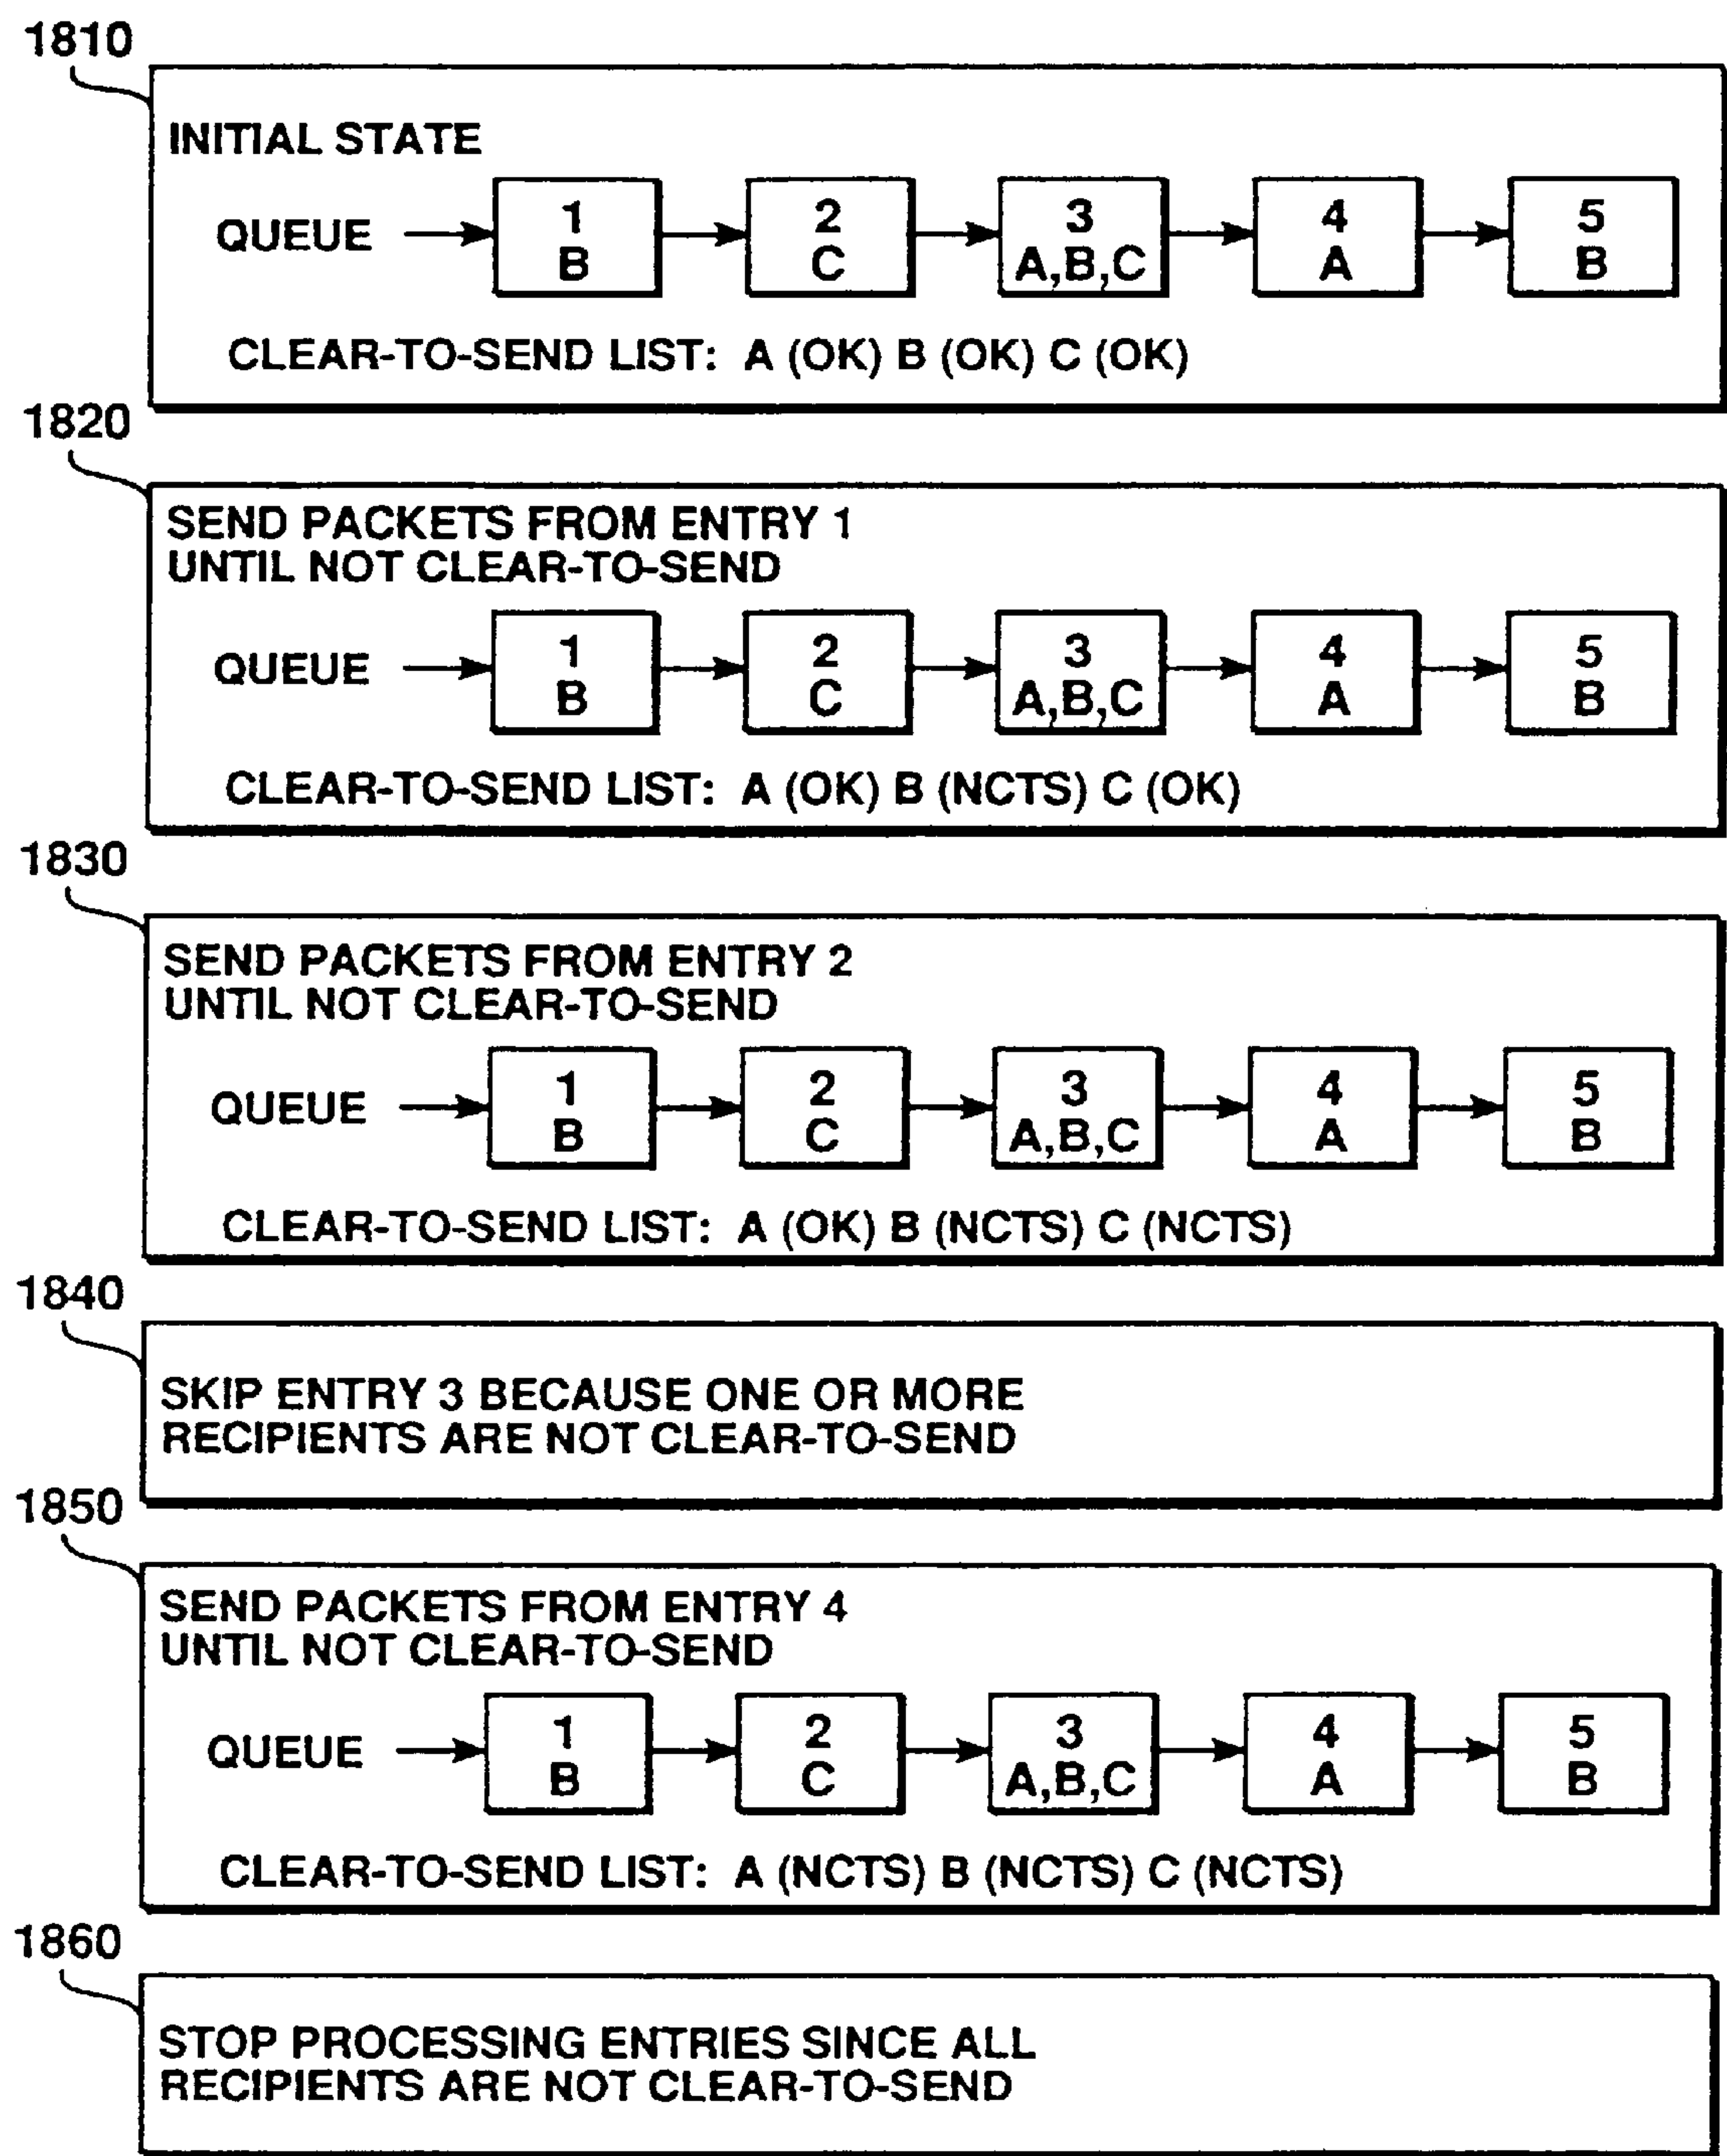 1810
INITIAL STATE
QUEUE
1
B
2
C
3
A,B,C
4
A
5
B
CLEAR-TO-SEND LIST: A (OK) B (OK) C (OK)
1820
SEND PACKETS FROM ENTRY 1
UNTIL NOT CLEAR-TO-SEND
QUEUE
1
B
2
C
3
A,B,C
4
A
5
B
CLEAR-TO-SEND LIST: A (OK) B (NCTS) C (OK)
1830
SEND PACKETS FROM ENTRY 2
UNTIL NOT CLEAR-TO-SEND
QUEUE
1
B
2
C
3
A,B,C
4
A
5
B
CLEAR-TO-SEND LIST: A (OK) B (NCTS) C (NCTS)
1840
SKIP ENTRY 3 BECAUSE ONE OR MORE
RECIPIENTS ARE NOT CLEAR-TO-SEND
1850
SEND PACKETS FROM ENTRY 4
UNTIL NOT CLEAR-TO-SEND
QUEUE
1
B
2
C
3
A,B,C
4
A
5
B
CLEAR-TO-SEND LIST: A (NCTS) B (NCTS) C (NCTS)
1860
STOP PROCESSING ENTRIES SINCE ALL
RECIPIENTS ARE NOT CLEAR-TO-SEND